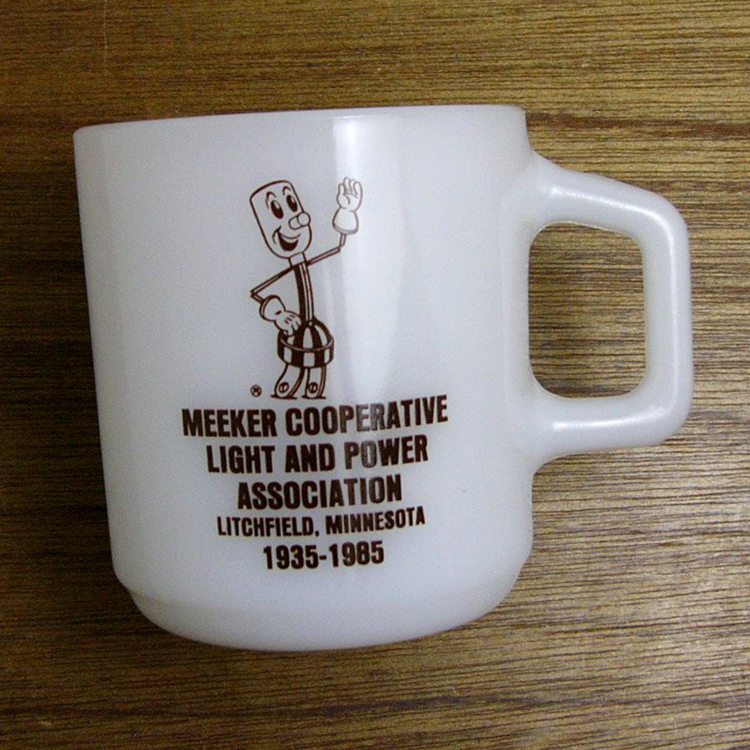 ®
MEEKER COOPERATIVE
LIGHT AND POWER
ASSOCIATION
LITCHFIELD, MINNESOTA
1935-1985